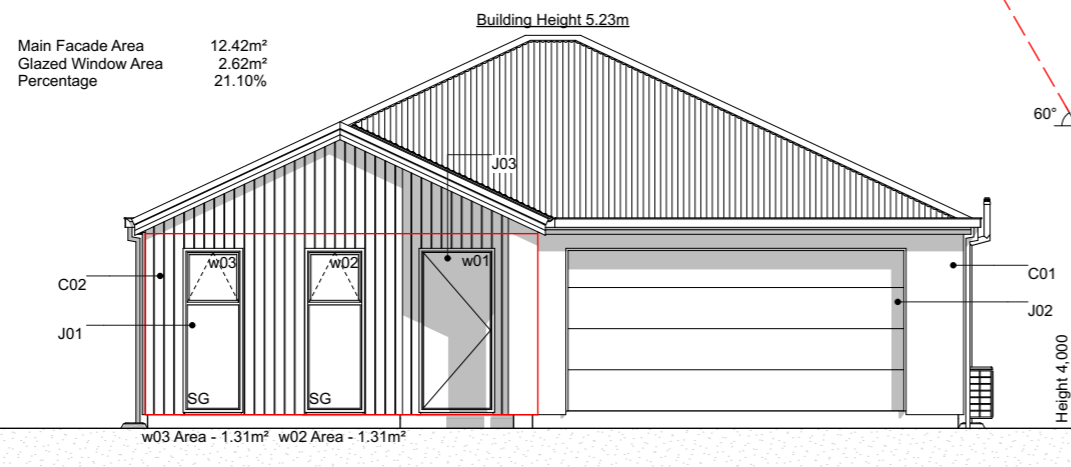 Building Height 5.23m
Main Facade Area 12.42m²
Glazed Window Area 2.62m²
Percentage 21.10%
60°
J03
w03
w02
w01
C02
C01
J01
J02
SG
SG
Height 4,000
w03 Area - 1.31m² w02 Area - 1.31m²